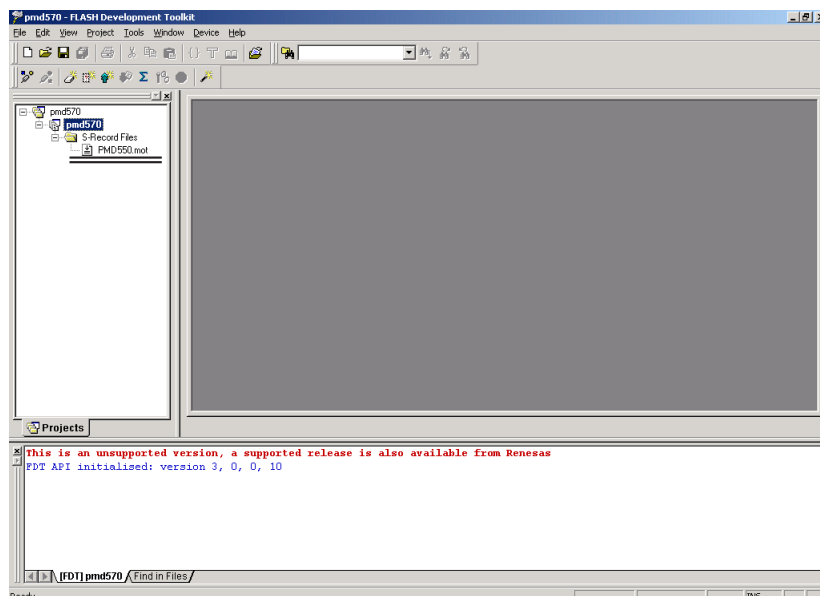 pmd570 - FLASH Development Toolkit
File Edit View Project Tools Window Device Help
pmd570
pmd570
S-Record Files
PMD550.mot
Projects
This is an unsupported version, a supported release is also available from Renesas
FDT API initialised: version 3, 0, 0, 10
[FDT] pmd570 Find in Files
Ready INS